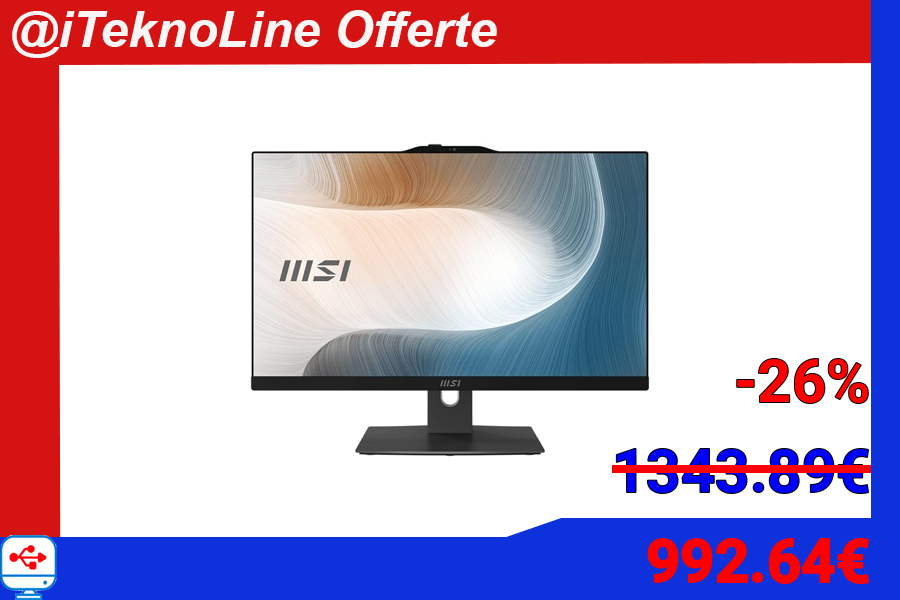 @iTeknoLine Offerte
msi
msi
-26%
1343.89€
992.64€